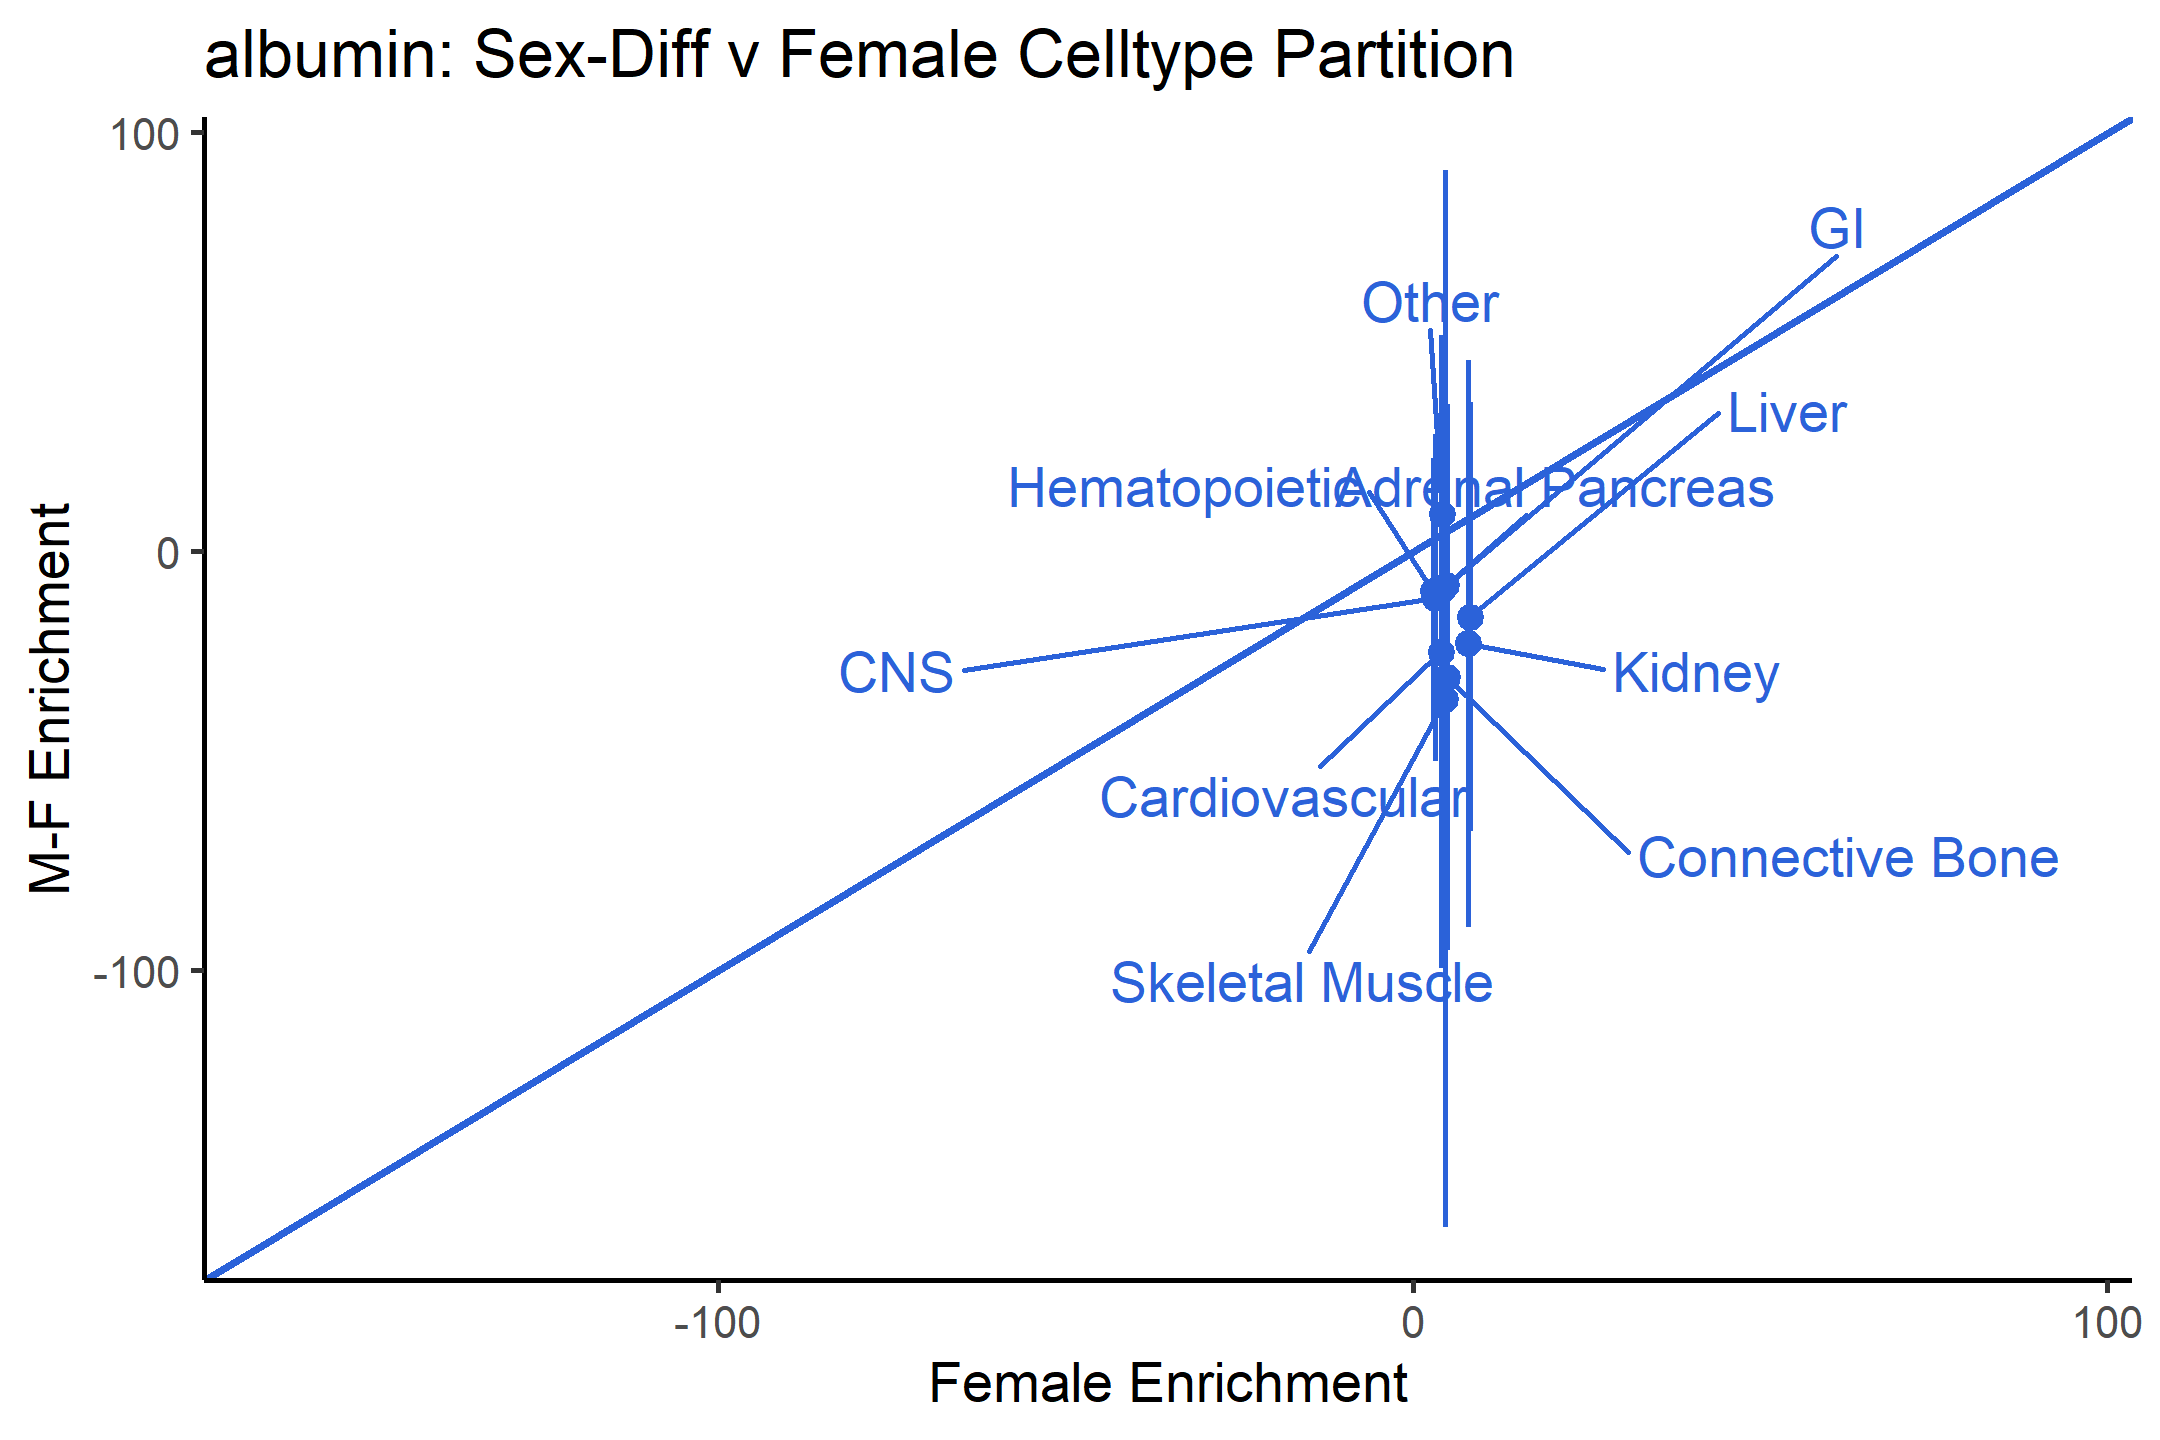 albumin: Sex-Diff v Female Celltype Partition
100
GI
Other
Liver
Hematopoietic
Adrenal Pancreas
0
CNS
Kidney
Cardiovascular
Connective Bone
-100
Skeletal Muscle
M-F Enrichment
-100
0
100
Female Enrichment